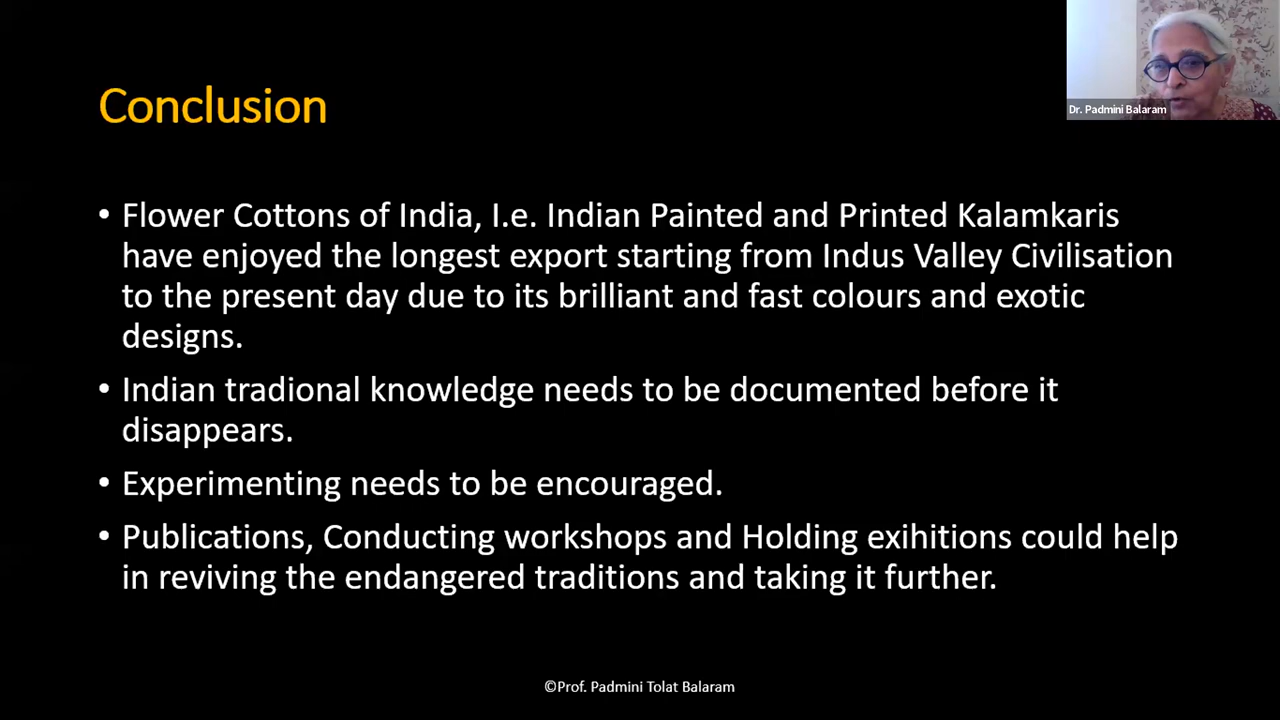 Dr. Padmini Balaram
Conclusion
• Flower Cottons of India, I.e. Indian Painted and Printed Kalamkaris
have enjoyed the longest export starting from Indus Valley Civilisation
to the present day due to its brilliant and fast colours and exotic
designs.
• Indian tradional knowledge needs to be documented before it
disappears.
• Experimenting needs to be encouraged.
• Publications, Conducting workshops and Holding exihitions could help
in reviving the endangered traditions and taking it further.
©Prof. Padmini Tolat Balaram